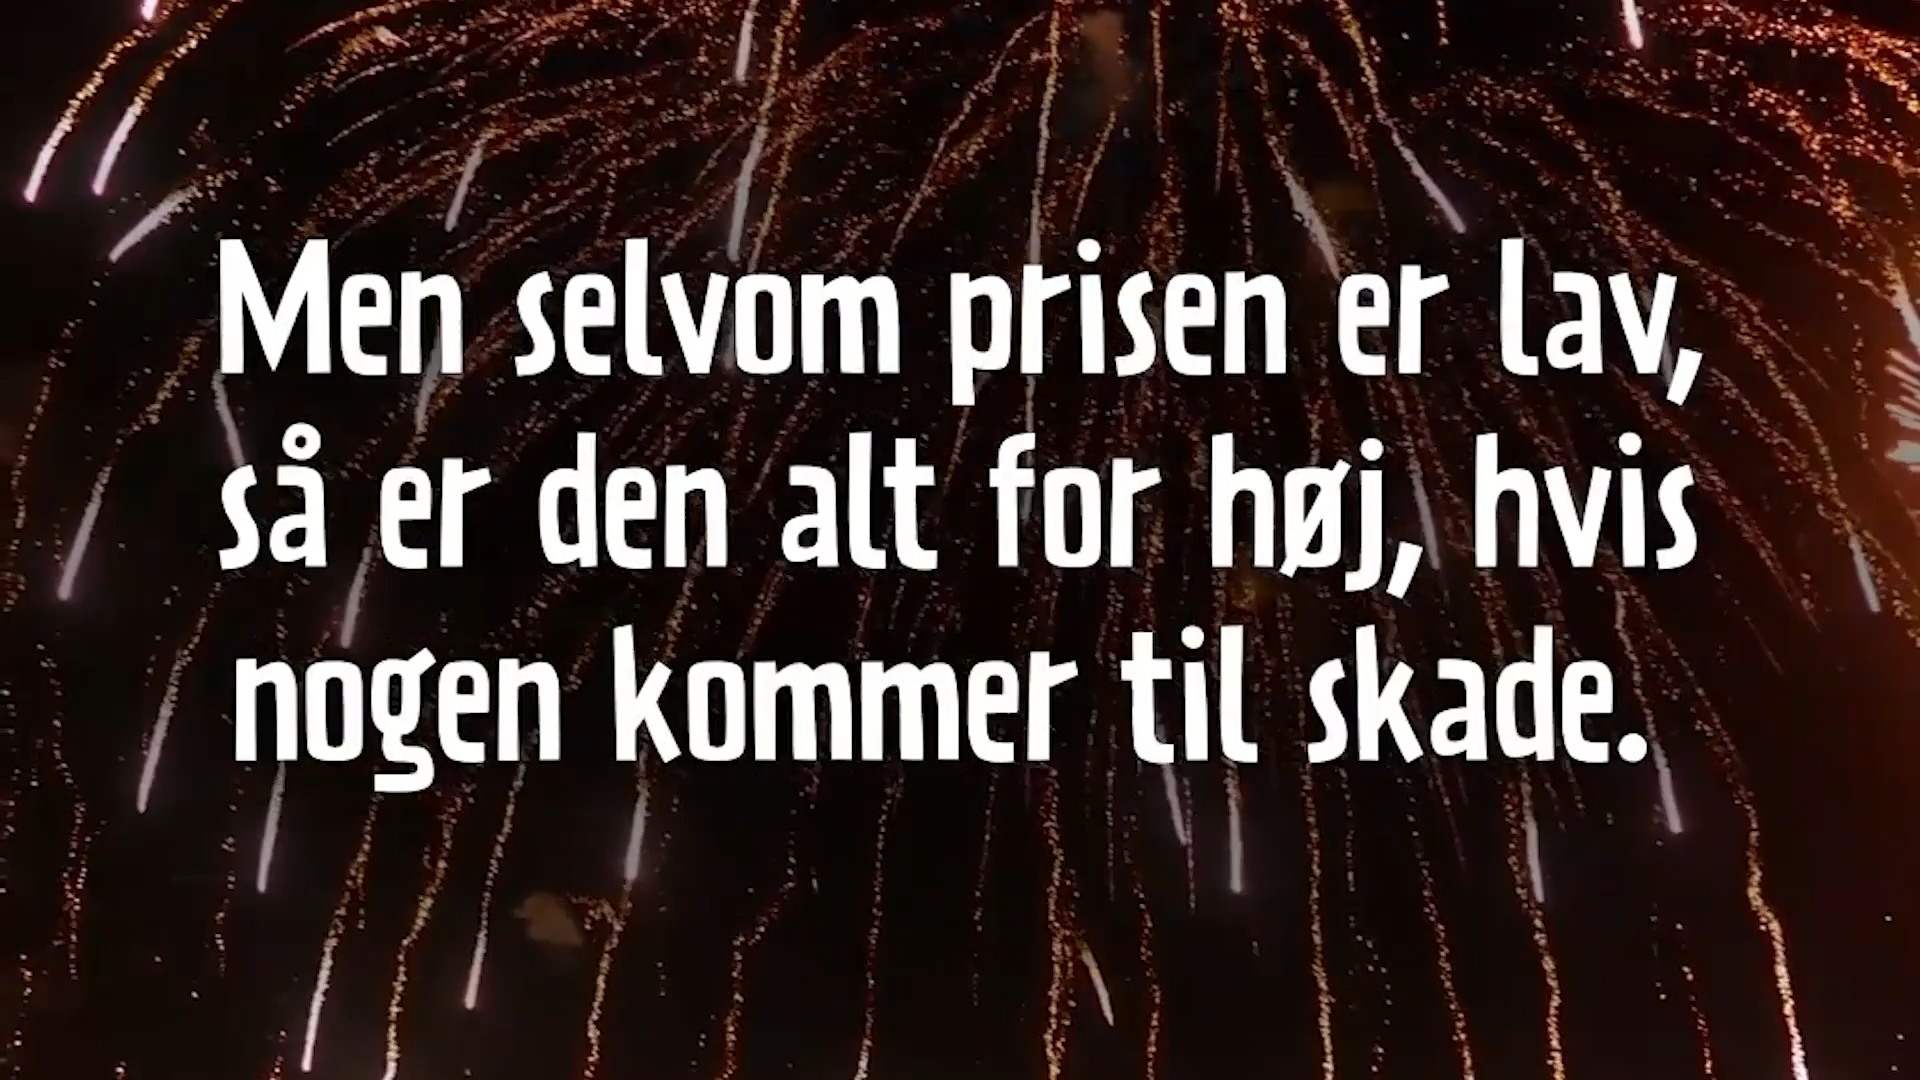 Men selvom prisen er lav,
så er den alt for høj, hvis
nogen kommer til skade.